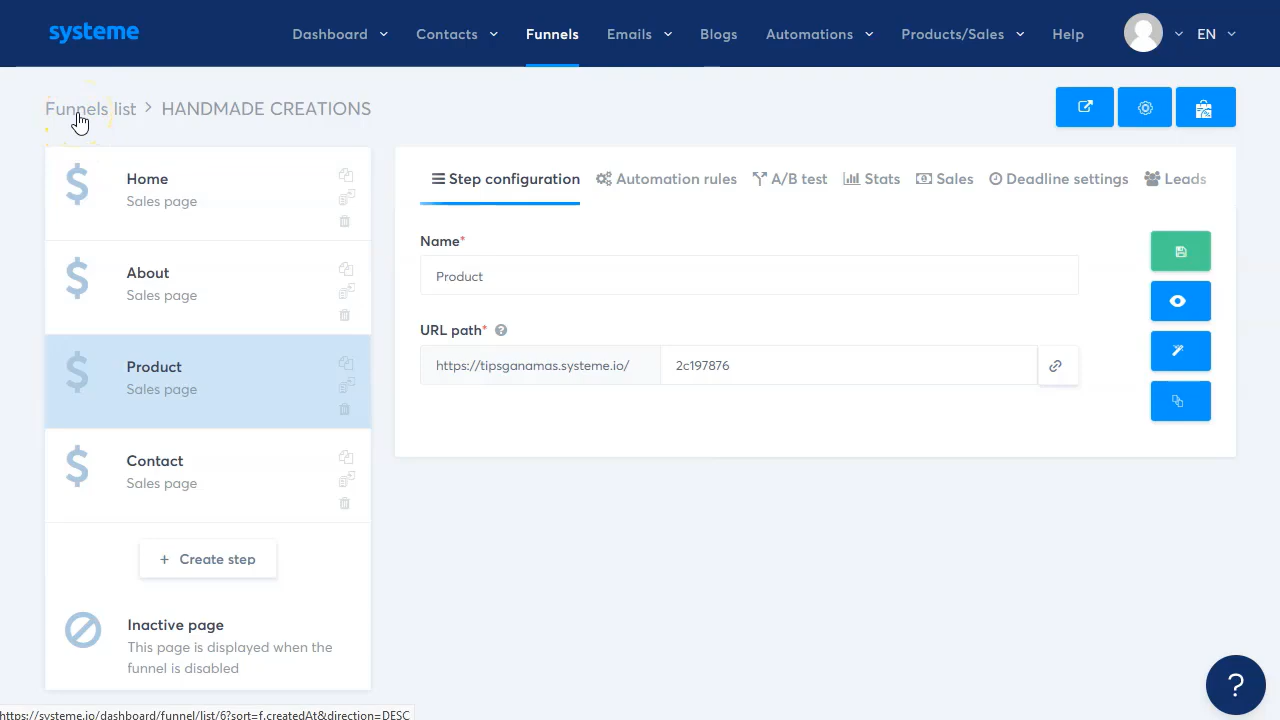 systeme
Dashboard
Contacts
Funnels
Emails
Blogs
Automations
Products/Sales
Help
EN
Funnels list > HANDMADE CREATIONS
Home
Sales page
About
Sales page
Product
Sales page
Contact
Sales page
+ Create step
Inactive page
This page is displayed when the
funnel is disabled
Step configuration
Automation rules
A/B test
Stats
Sales
Deadline settings
Leads
Name*
Product
URL path* ?
https://tipsganamas.systeme.io/
2c197876
?
https://systeme.io/dashboard/funnel/list/6?sort=f.createdAt&direction=DESC